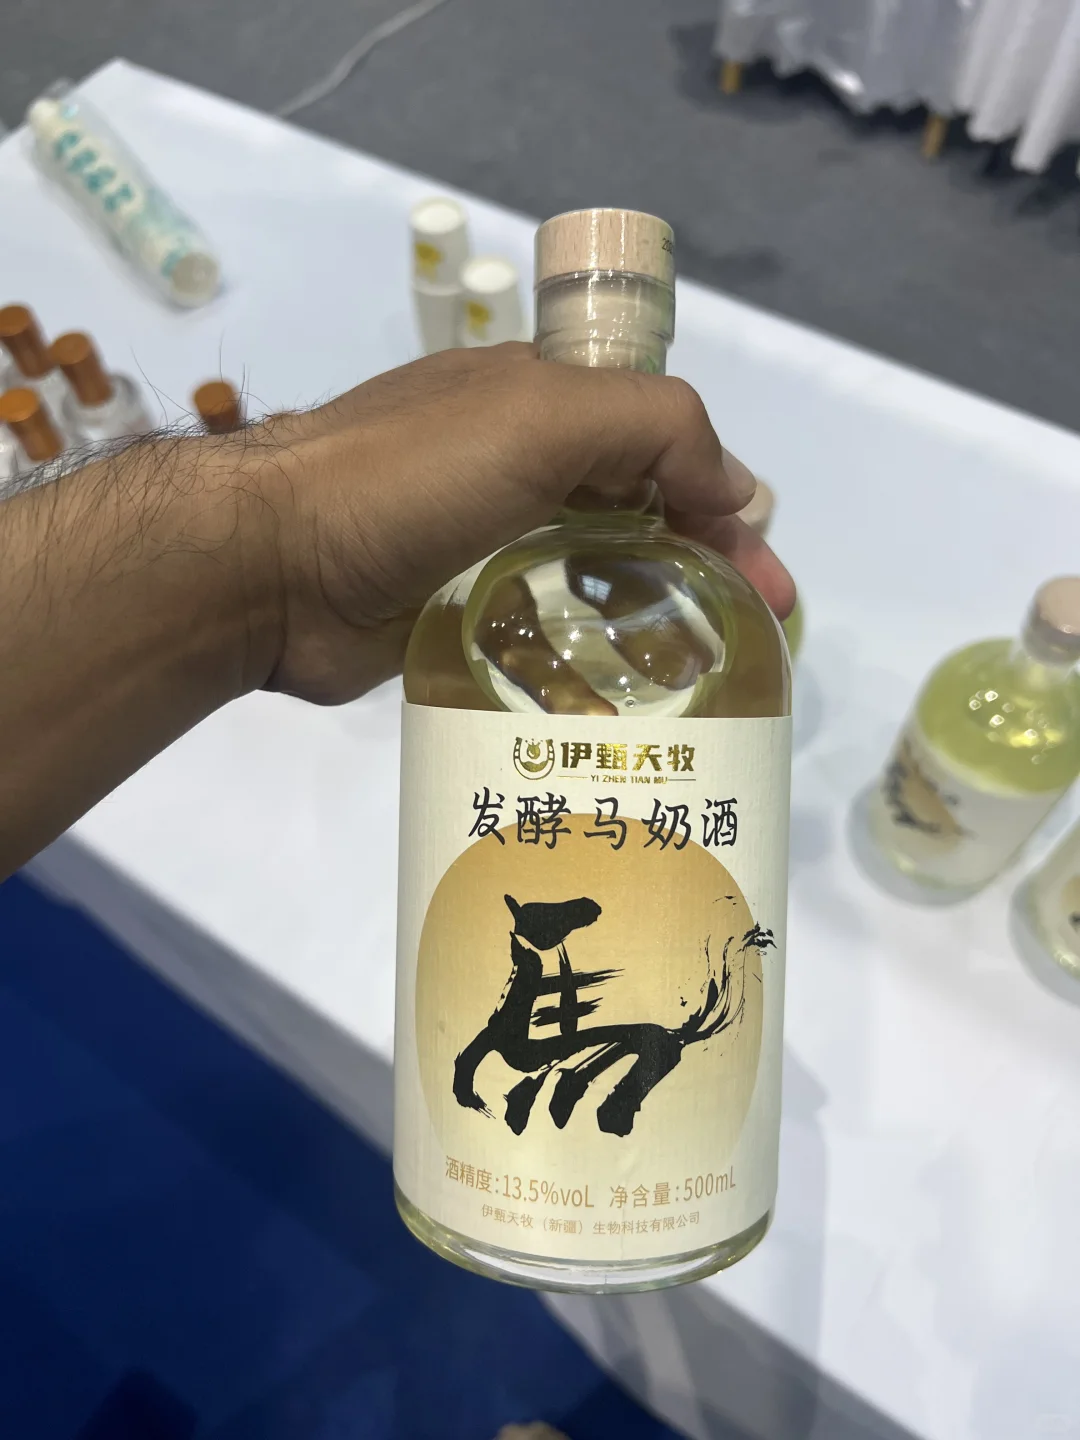 伊甄天牧
YI ZHEN TIAN MU
发酵马奶酒
馬
酒精度:13.5%voL 净含量:500mL
伊甄天牧（新疆）生物科技有限公司